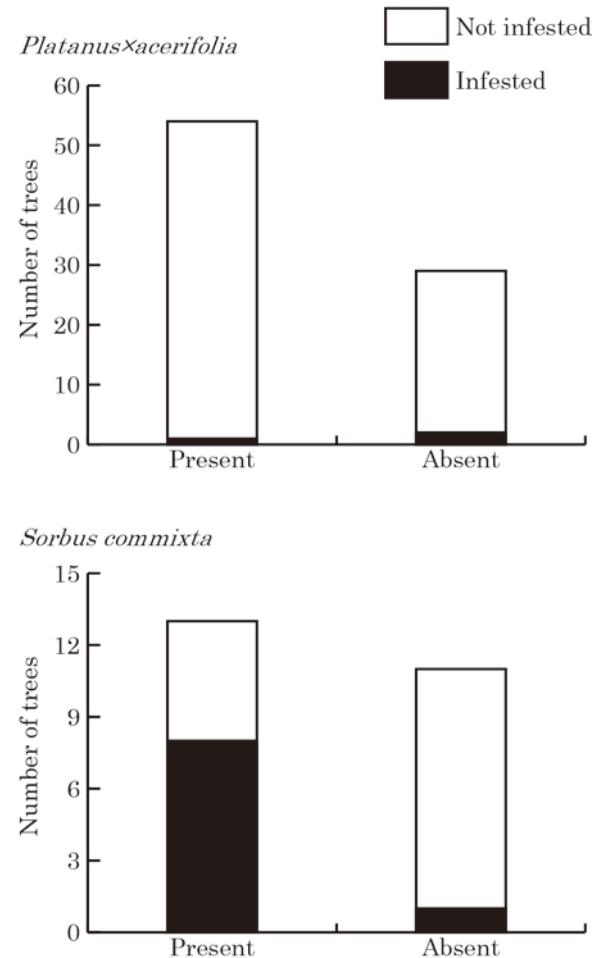 Platanus×acerifolia
Not infested
Infested
Number of trees
60
50
40
30
20
10
0
Present
Absent
Sorbus commixta
Number of trees
15
12
9
6
3
0
Present
Absent